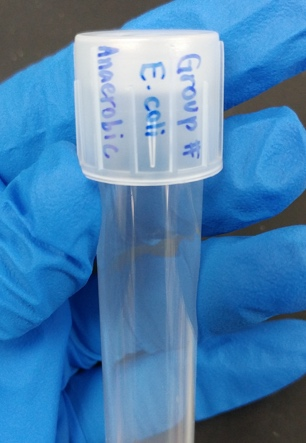 Anaerobic
E. coli
Group #